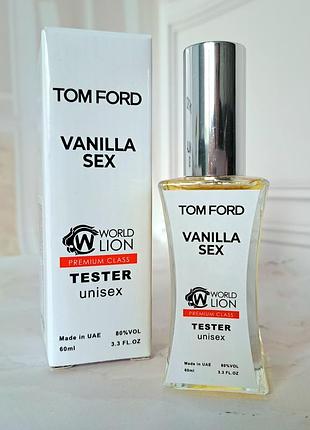 TOM FORD
VANILLA
SEX
WORLD
LION
PREMIUM CLASS
TESTER
unisex
Made in UAE 80%VOL
60ml 3.3 FL.OZ
TOM FORD
VANILLA
SEX
WORLD
LION
PREMIUM CLASS
TESTER
unisex
Made in UAE 80%VOL
60ml 3.3 FL.OZ